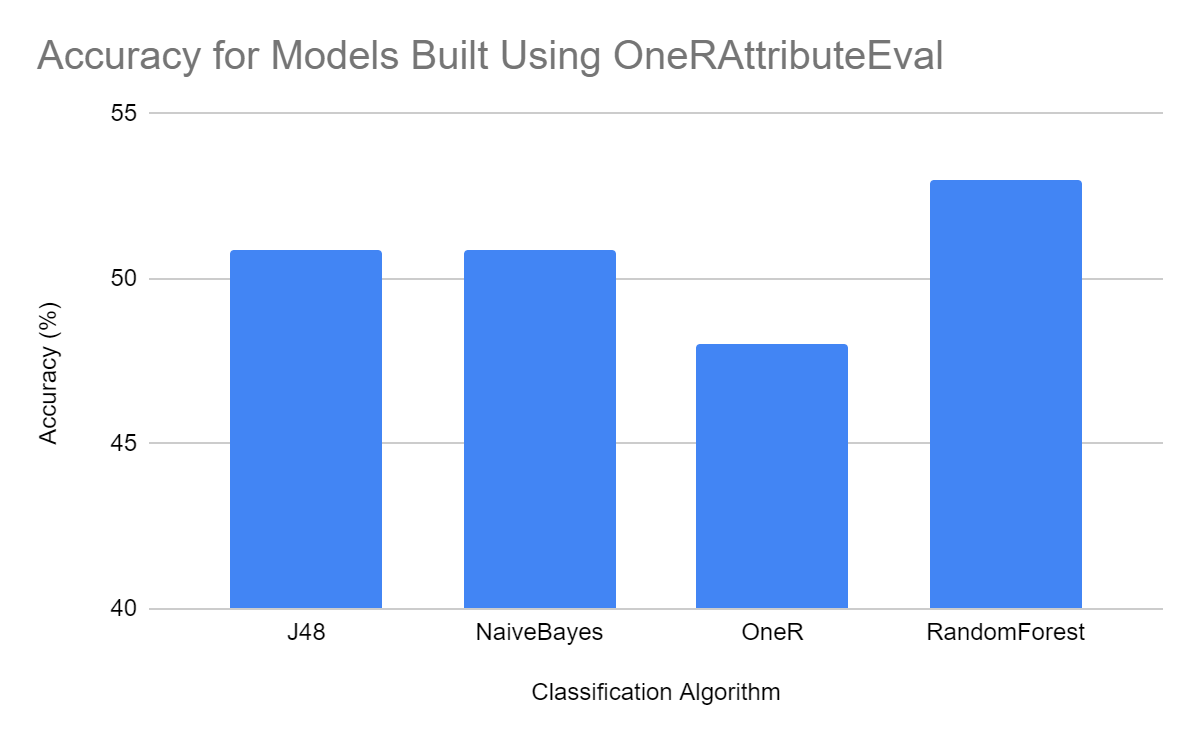 Accuracy for Models Built Using OneRAttributeEval
55
50
45
40
Accuracy (%)
J48 NaiveBayes OneR RandomForest
Classification Algorithm